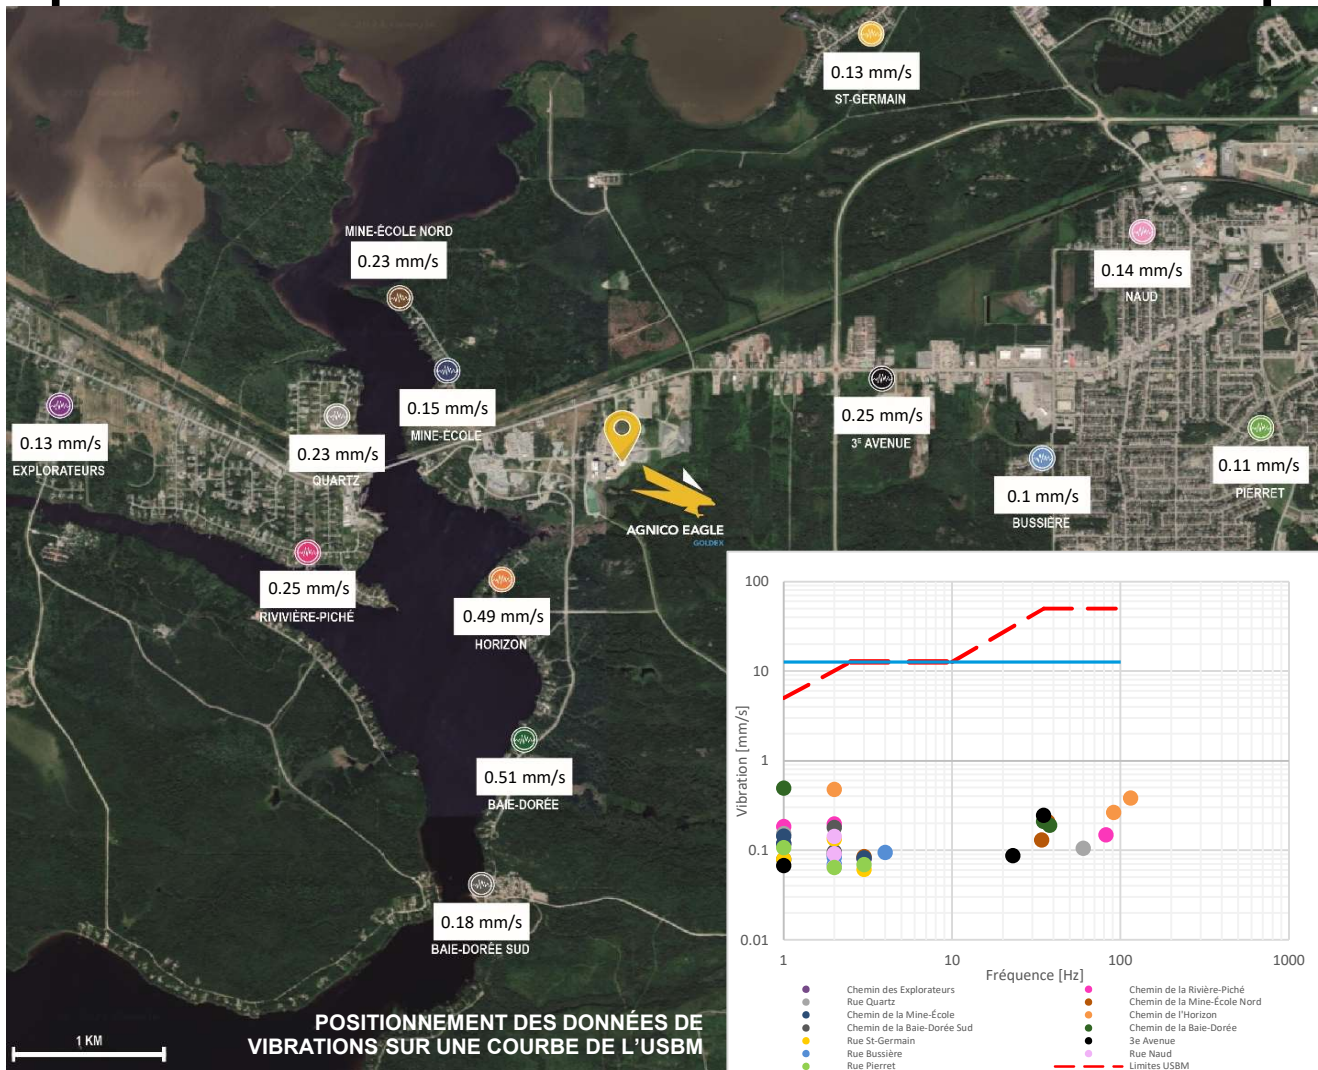 0.13 mm/s
ST-GERMAIN
MINE-ÉCOLE NORD
0.23 mm/s
0.14 mm/s
NAUD
0.15 mm/s
MINE-ÉCOLE
0.25 mm/s
3E AVENUE
0.13 mm/s
EXPLORATEURS
0.23 mm/s
QUARTZ
0.11 mm/s
PIERRET
0.1 mm/s
BUSSIÈRE
AGNICO EAGLE
GOLDEX
0.25 mm/s
RIVIVIÈRE-PICHÉ
0.49 mm/s
HORIZON
0.51 mm/s
BAIE-DORÉE
0.18 mm/s
BAIE-DORÉE SUD
POSITIONNEMENT DES DONNÉES DE
VIBRATIONS SUR UNE COURBE DE L'USBM
1 KM
100
10
1
0.1
0.01
Vibration [mm/s]
1 10 100 1000
Fréquence [Hz]
Chemin des Explorateurs
Chemin de la Rivière-Piché
Rue Quartz
Chemin de la Mine-École Nord
Chemin de la Mine-École
Chemin de l'Horizon
Chemin de la Baie-Dorée Sud
Chemin de la Baie-Dorée
Rue St-Germain
3e Avenue
Rue Bussière
Rue Naud
Rue Pierret
Limites USBM